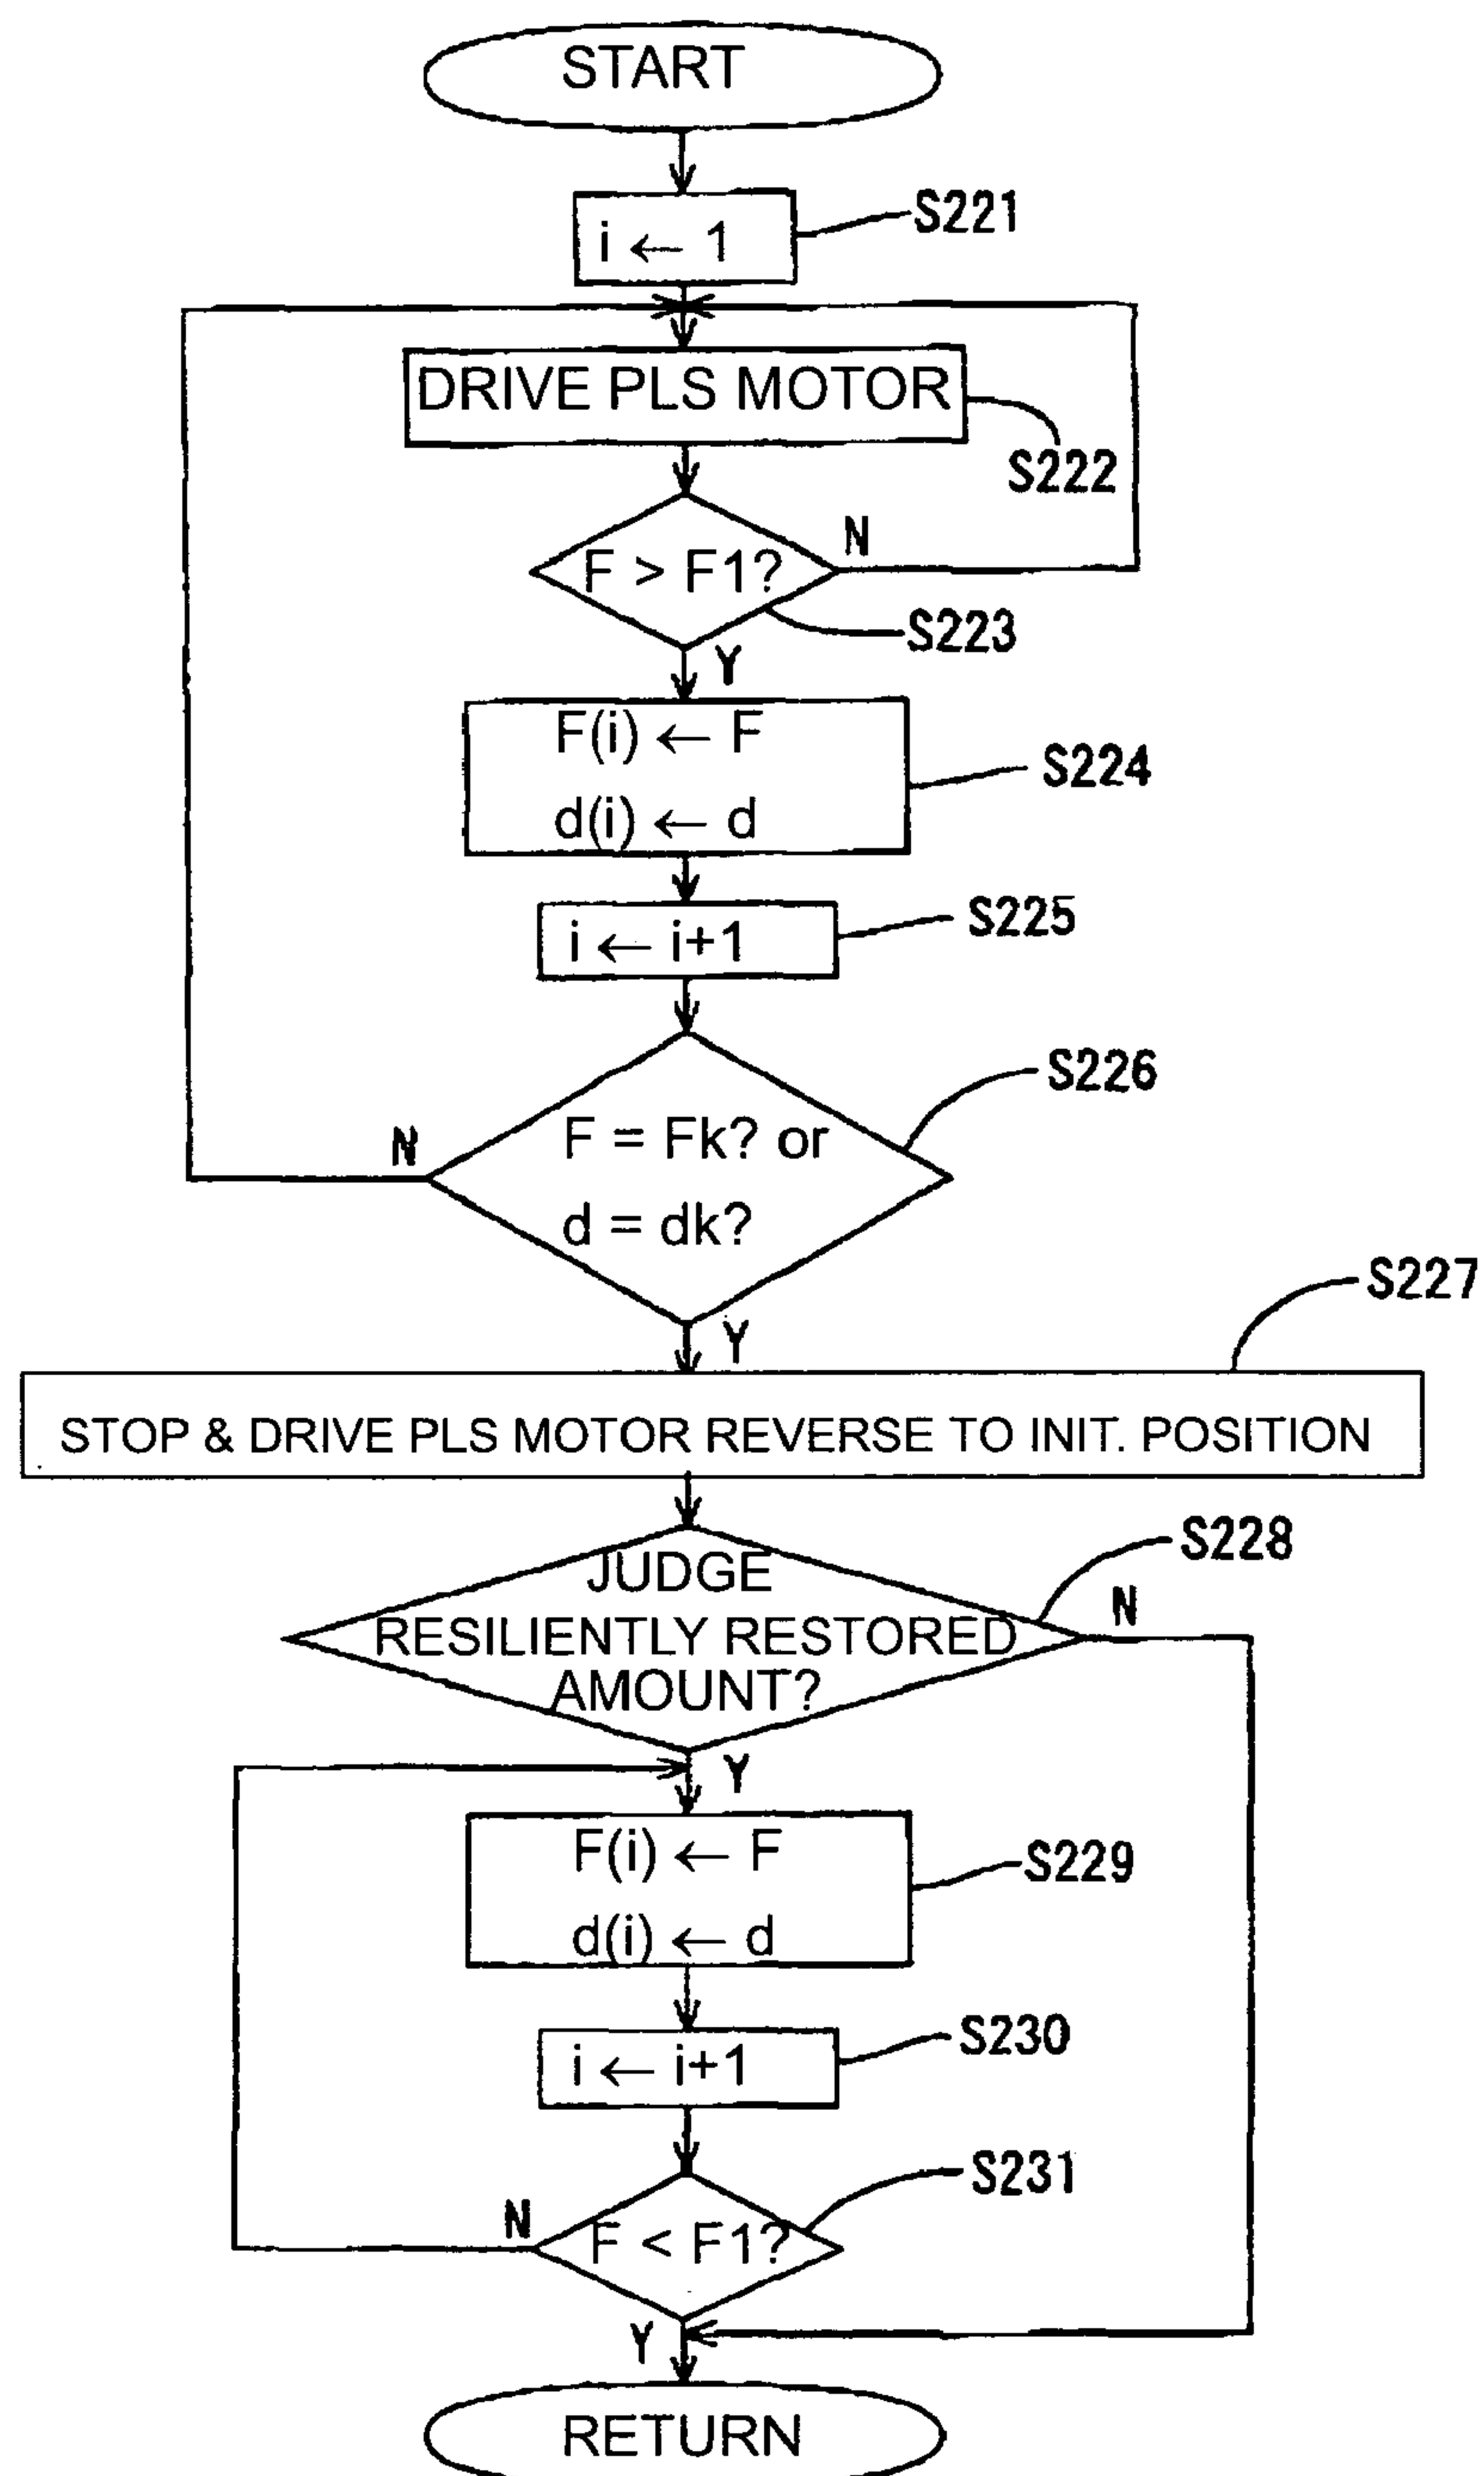 START
i ← 1
S221
DRIVE PLS MOTOR
S222
F > F1?
N
S223
Y
F(i) ← F
d(i) ← d
S224
i ← i+1
S225
F = Fk? or
d = dk?
S226
N
Y
S227
STOP & DRIVE PLS MOTOR REVERSE TO INIT. POSITION
JUDGE
RESILIENTLY RESTORED
AMOUNT?
S228
N
Y
F(i) ← F
d(i) ← d
S229
i ← i+1
S230
F < F1?
S231
N
Y
RETURN